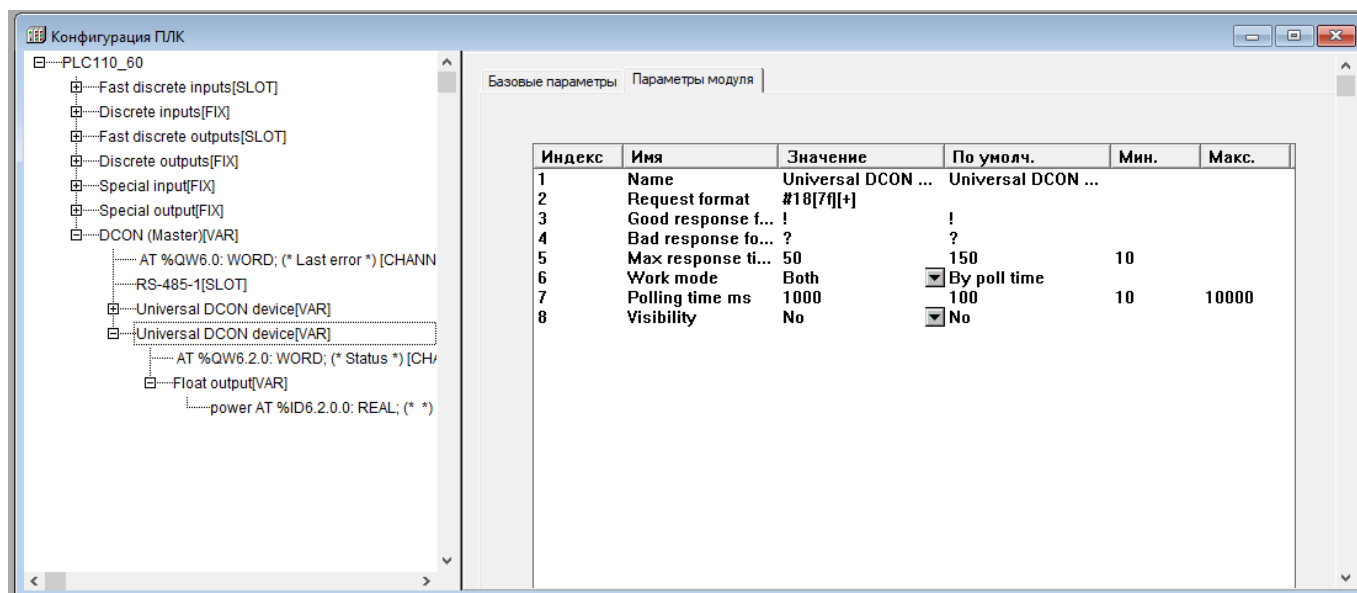 Конфигурация ПЛК
PLC110_60
Fast discrete inputs[SLOT]
Discrete inputs[FIX]
Fast discrete outputs[SLOT]
Discrete outputs[FIX]
Special input[FIX]
Special output[FIX]
DCON (Master)[VAR]
AT %QW6.0: WORD; (* Last error *) [CHANN
RS-485-1[SLOT]
Universal DCON device[VAR]
Universal DCON device[VAR]
AT %QW6.2.0: WORD; (* Status *) [CHA
Float output[VAR]
power AT %ID6.2.0.0: REAL; (* *)
Базовые параметры Параметры модуля
Индекс Имя Значение По умолч. Мин. Макс.
1 Name Universal DCON ... Universal DCON ...
2 Request format #18[7f][+]
3 Good response f... ! !
4 Bad response fo... ? ?
5 Max response ti... 50 150 10
6 Work mode Both By poll time
7 Polling time ms 1000 100 10 10000
8 Visibility No No